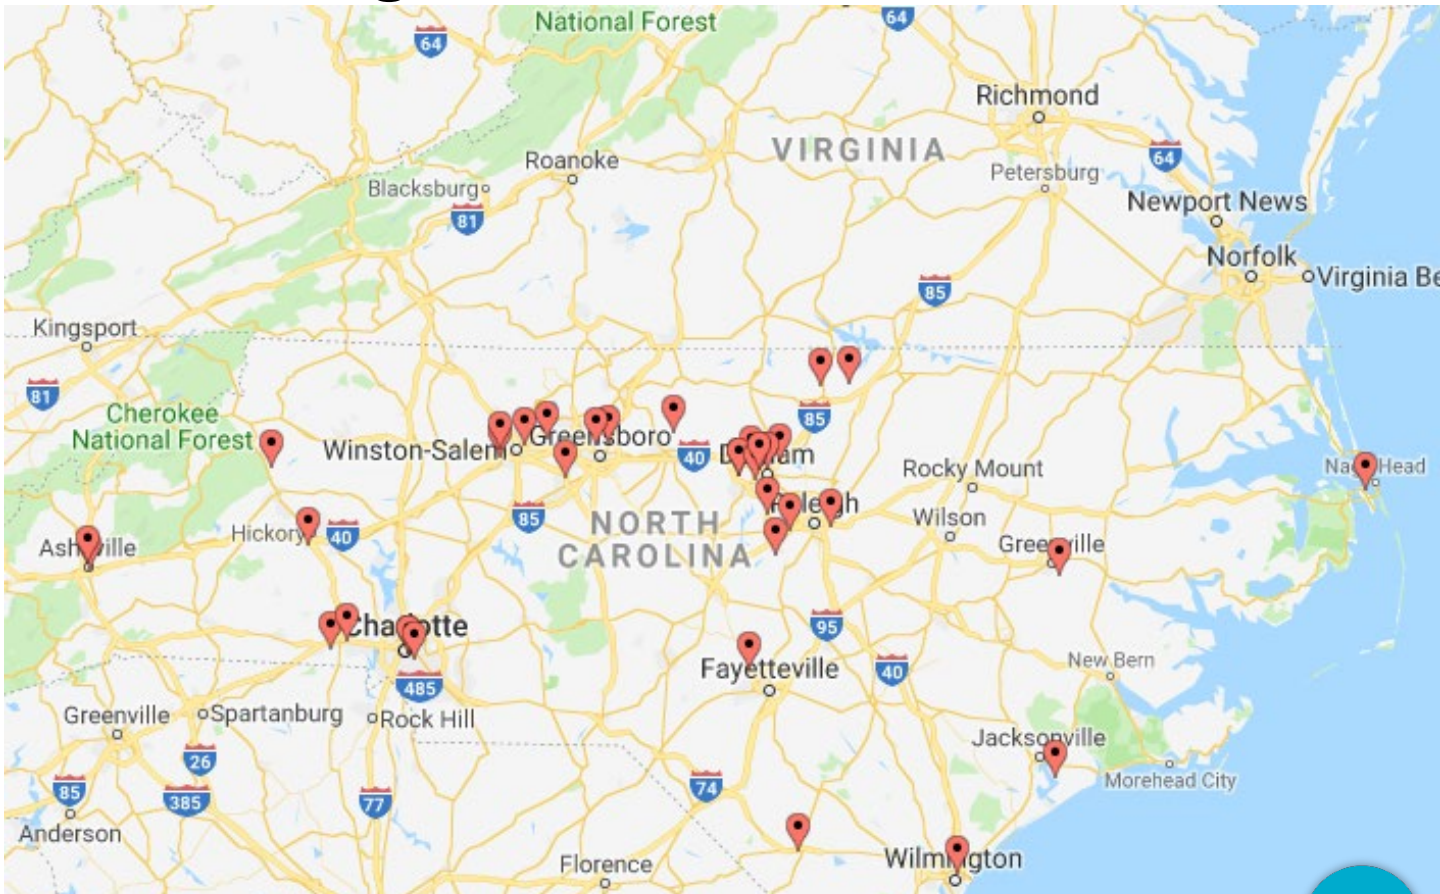 National Forest
64
64
Richmond
VIRGINIA
64
Roanoke
Petersburg
Blacksburg
81
Newport News
Norfolk
Virginia Be
85
Kingsport
81
85
Cherokee
National Forest
Winston-Salem
Greensboro
40
Rocky Mount
Head
85
NORTH
CAROLINA
Wilson
Hickory
40
Charlotte
95
Fayetteville
40
New Bern
485
Greenville
Spartanburg
Rock Hill
26
Jacksonville
Morehead City
85
385
77
74
Anderson
Florence
Wilmington